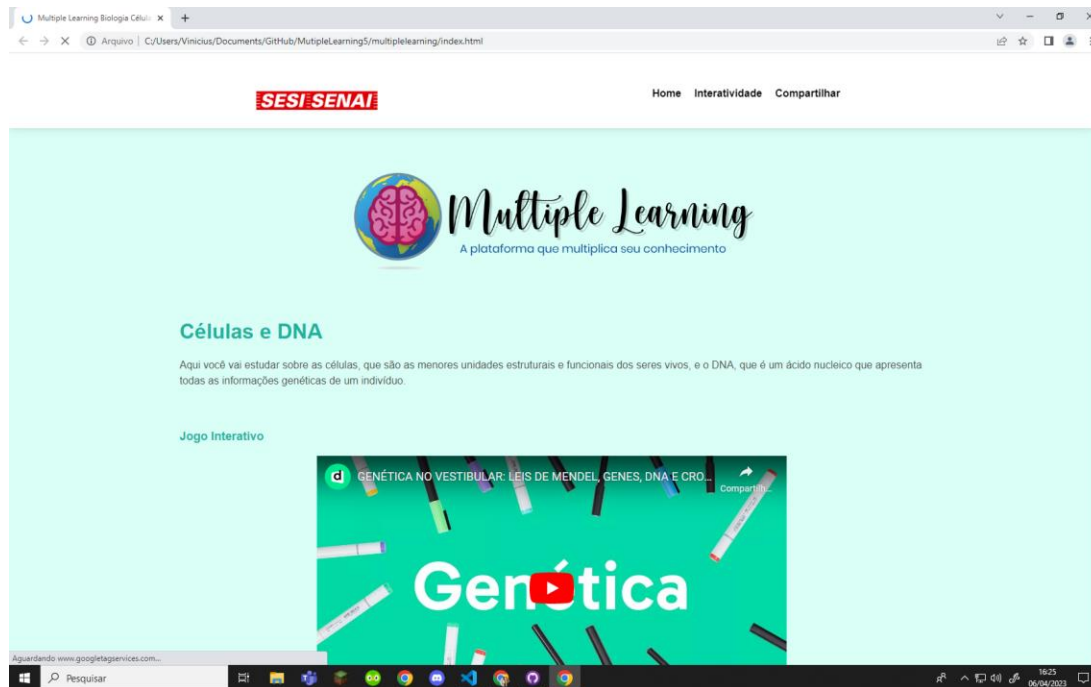 Multiple Learning Biologia Célul
Arquivo | C:/Users/Vinicius/Documents/GitHub/MutipleLearning5/multiplelearning/index.html
SESI SENAI
Home Interatividade Compartilhar
Multiple Learning
A plataforma que multiplica seu conhecimento
Células e DNA
Aqui você vai estudar sobre as células, que são as menores unidades estruturais e funcionais dos seres vivos, e o DNA, que é um ácido nucleico que apresenta
todas as informações genéticas de um indivíduo.
Jogo Interativo
d GENÉTICA NO VESTIBULAR: LEIS DE MENDEL, GENES, DNA E CRO...
Compartilh...
Genética
Aguardando www.googletagservices.com...
Pesquisar
16:25
06/04/2023